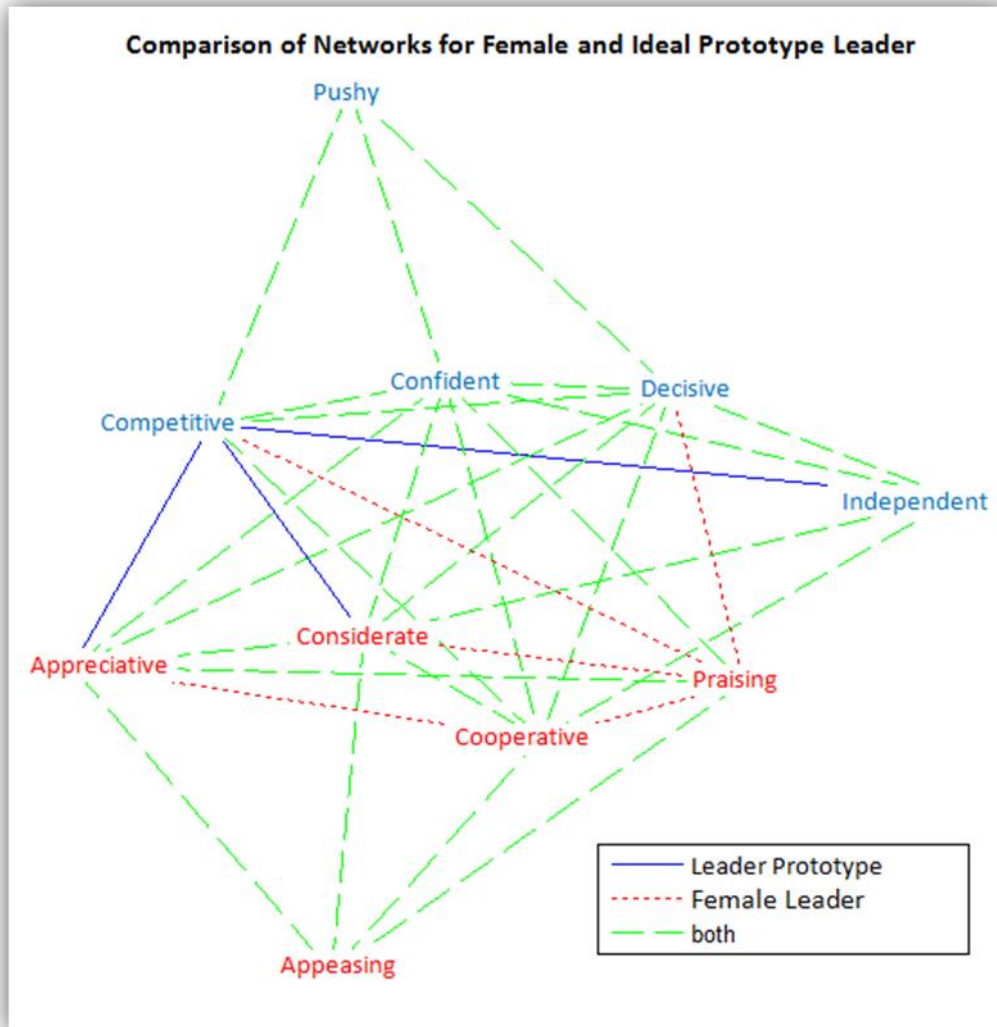 Comparison of Networks for Female and Ideal Prototype Leader
Pushy
Confident
Decisive
Competitive
Independent
Considerate
Appreciative
Praising
Cooperative
Leader Prototype
Female Leader
both
Appeasing